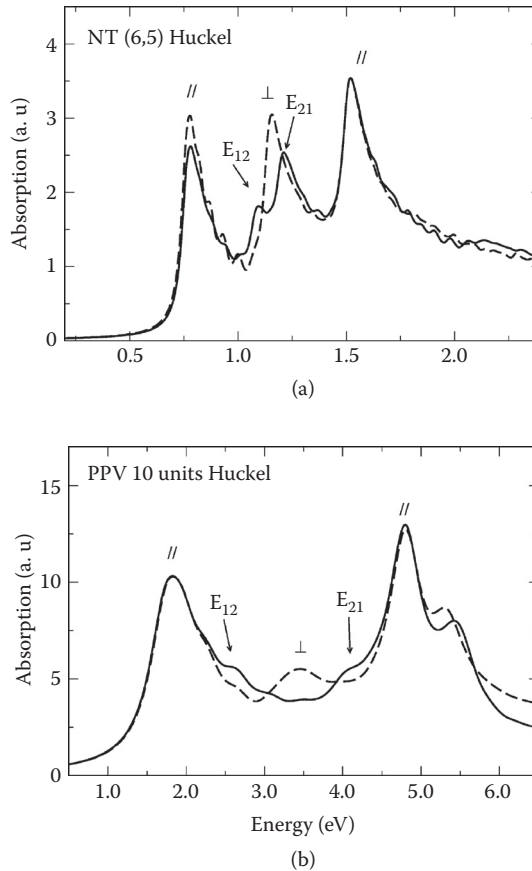 NT (6,5) Huckel
//
⊥
E21
E12
//
4
3
2
1
0
Absorption (a. u)
0.5 1.0 1.5 2.0
(a)
PPV 10 units Huckel
//
E12
⊥
E21
//
15
10
5
0
Absorption (a. u)
1.0 2.0 3.0 4.0 5.0 6.0
Energy (eV)
(b)